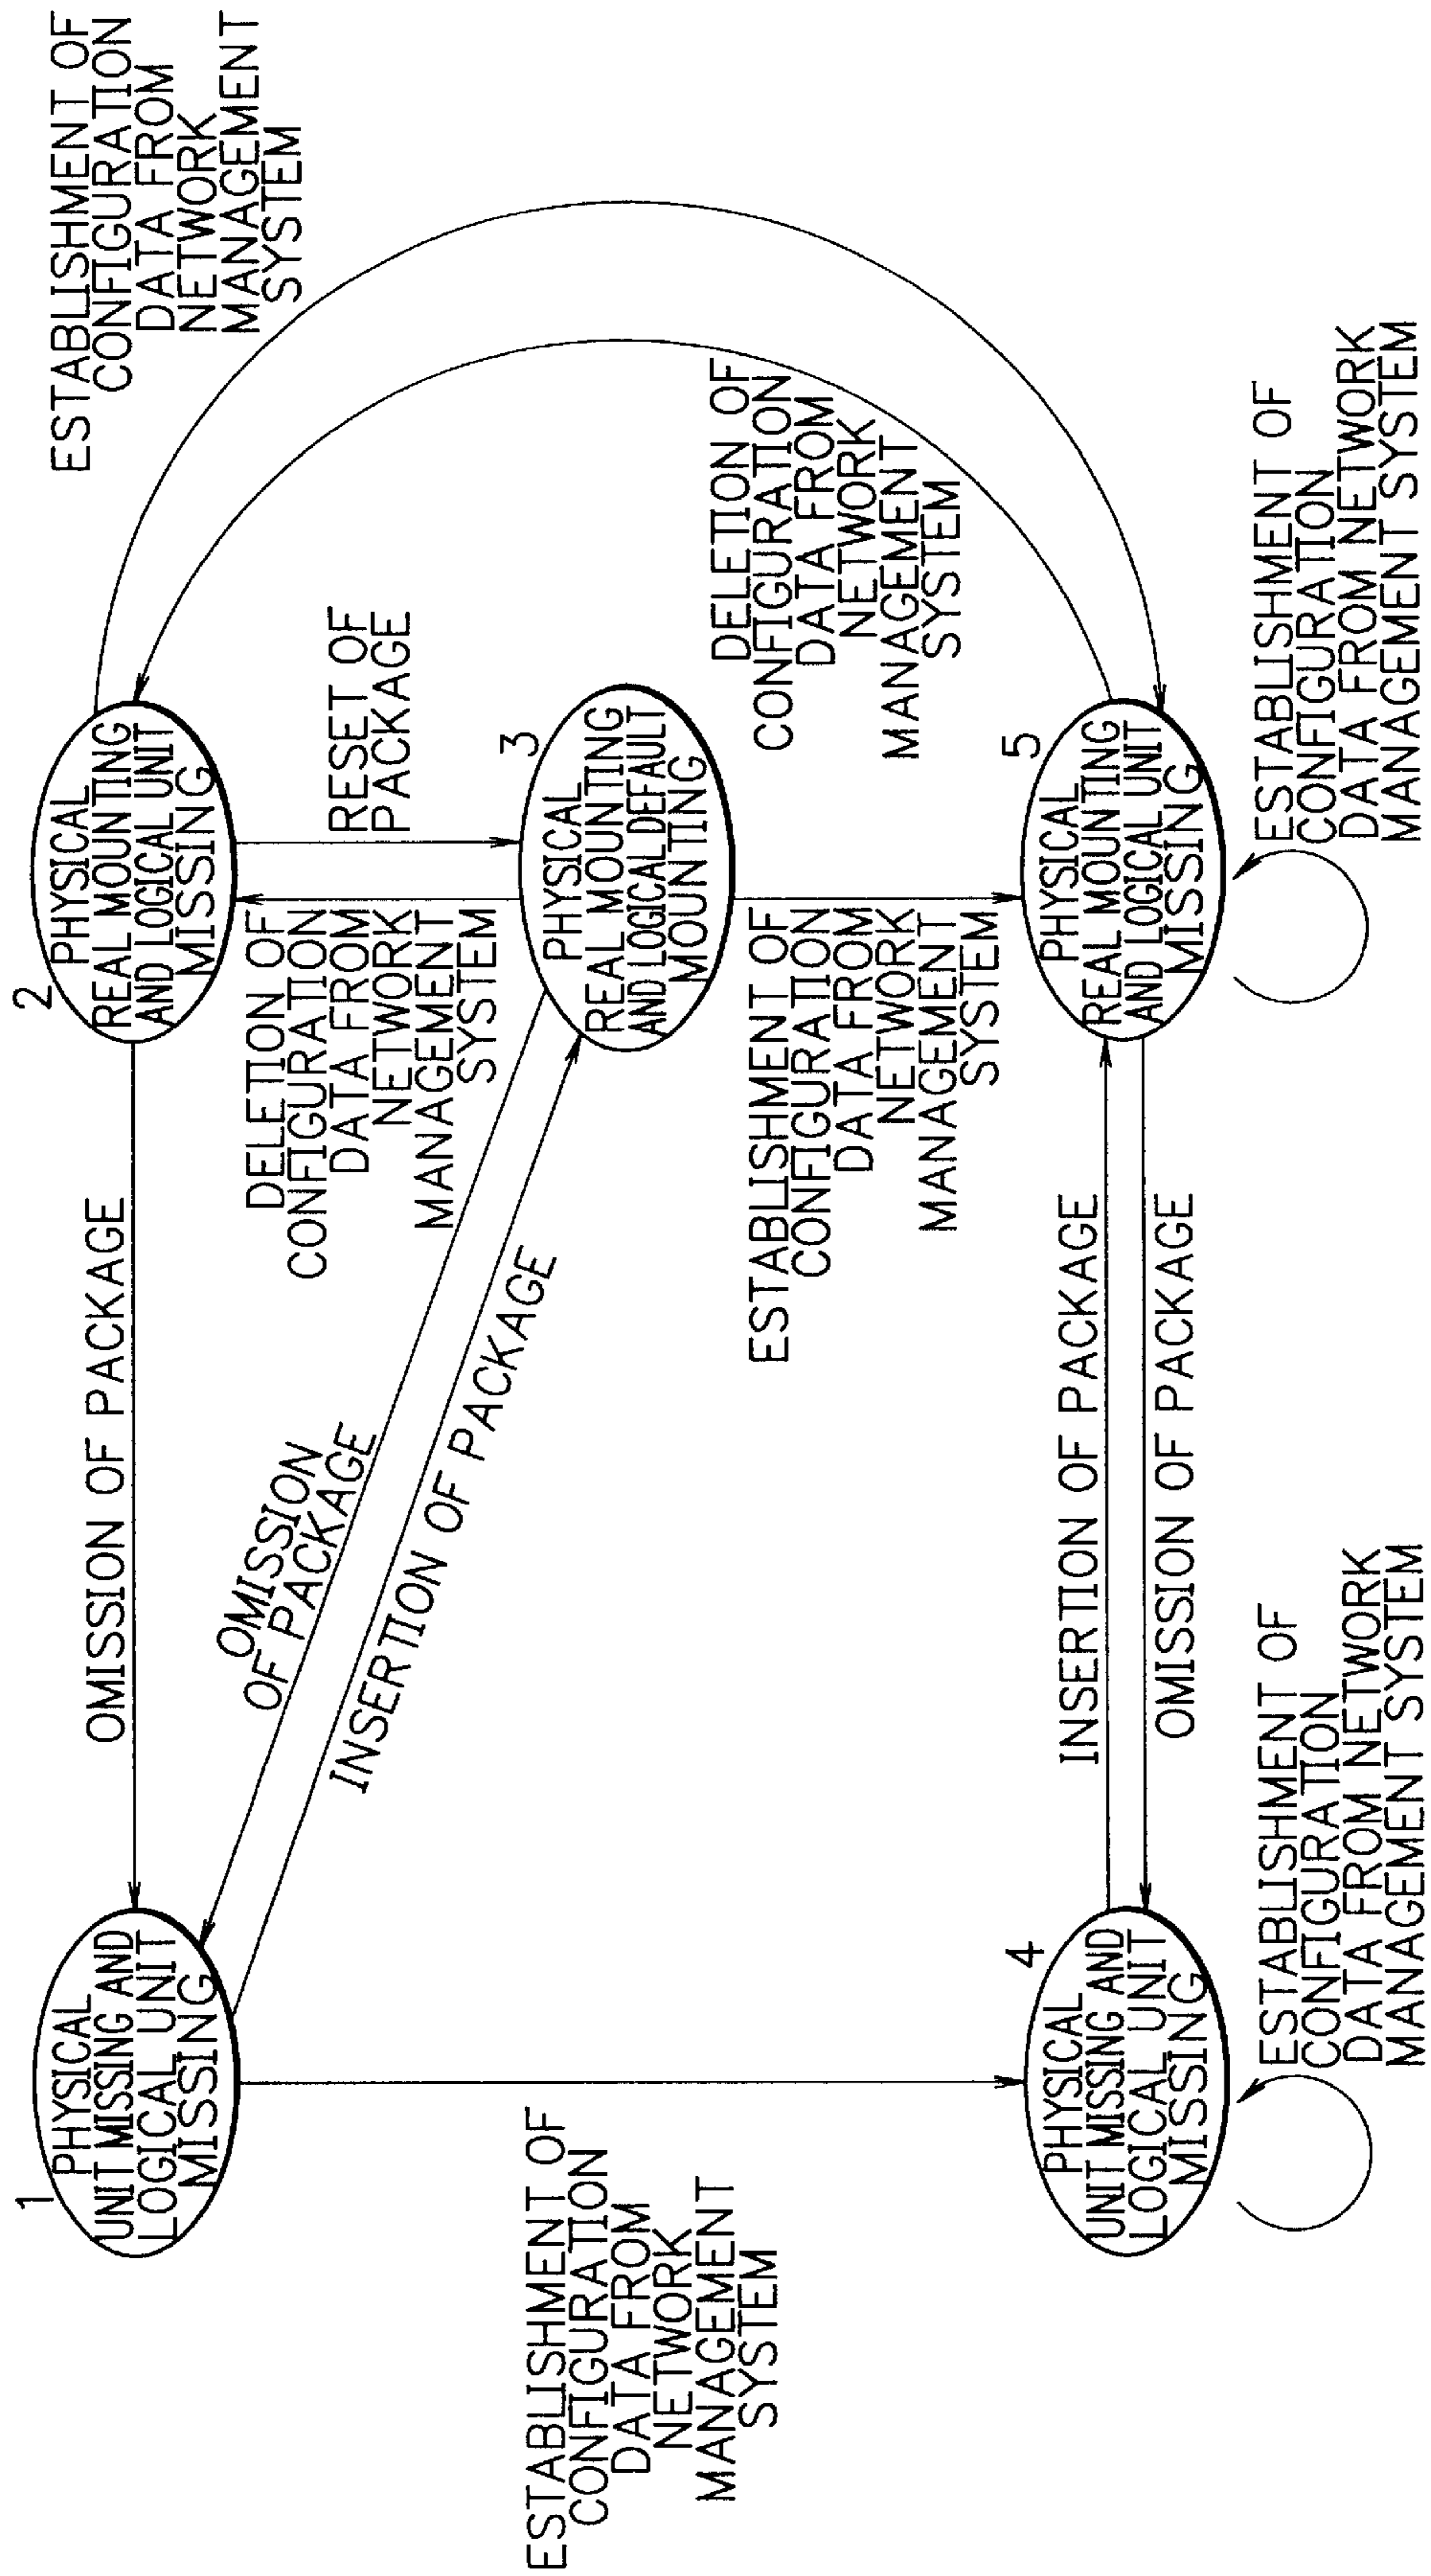 1
PHYSICAL
UNIT MISSING AND
LOGICAL UNIT
MISSING
OMISSION OF PACKAGE
2
PHYSICAL
REAL MOUNTING
AND LOGICAL UNIT
MISSING
ESTABLISHMENT OF
CONFIGURATION
DATA FROM
NETWORK
MANAGEMENT
SYSTEM
OMISSION
OF PACKAGE
INSERTION OF PACKAGE
DELETION OF
CONFIGURATION
DATA FROM
NETWORK
MANAGEMENT
SYSTEM
RESET OF
PACKAGE
3
PHYSICAL
REAL MOUNTING
AND LOGICAL DEFAULT
MOUNTING
ESTABLISHMENT OF
CONFIGURATION
DATA FROM
NETWORK
MANAGEMENT
SYSTEM
ESTABLISHMENT OF
CONFIGURATION
DATA FROM
NETWORK
MANAGEMENT
SYSTEM
DELETION OF
CONFIGURATION
DATA FROM
NETWORK
MANAGEMENT
SYSTEM
4
PHYSICAL
UNIT MISSING AND
LOGICAL UNIT
MISSING
INSERTION OF PACKAGE
OMISSION OF PACKAGE
5
PHYSICAL
REAL MOUNTING
AND LOGICAL UNIT
MISSING
ESTABLISHMENT OF
CONFIGURATION
DATA FROM NETWORK
MANAGEMENT SYSTEM
ESTABLISHMENT OF
CONFIGURATION
DATA FROM NETWORK
MANAGEMENT SYSTEM